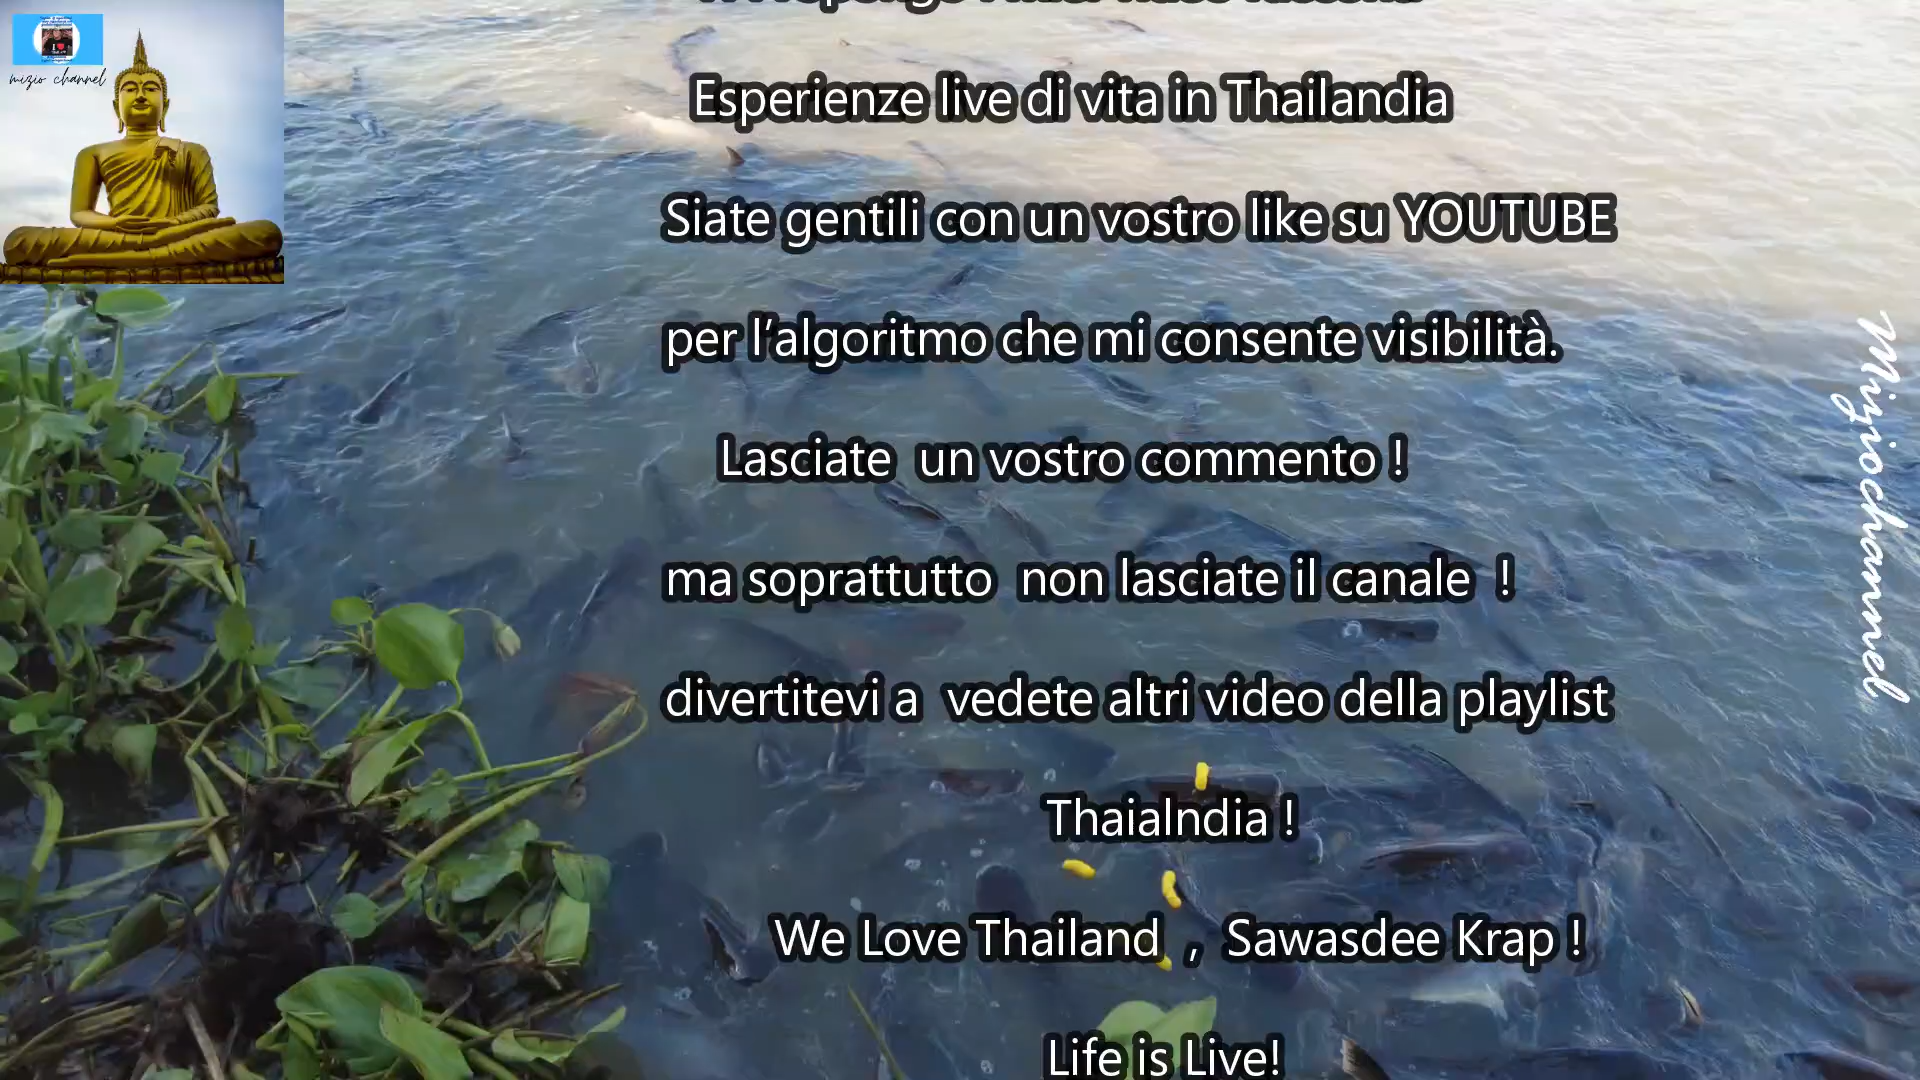 mizio channel
Esperienze live di vita in Thailandia
Siate gentili con un vostro like su YOUTUBE
per l’algoritmo che mi consente visibilità.
Lasciate un vostro commento !
ma soprattutto non lasciate il canale !
divertitevi a vedete altri video della playlist
Thaialndia !
We Love Thailand , Sawasdee Krap !
Life is Live!
Miziochannel